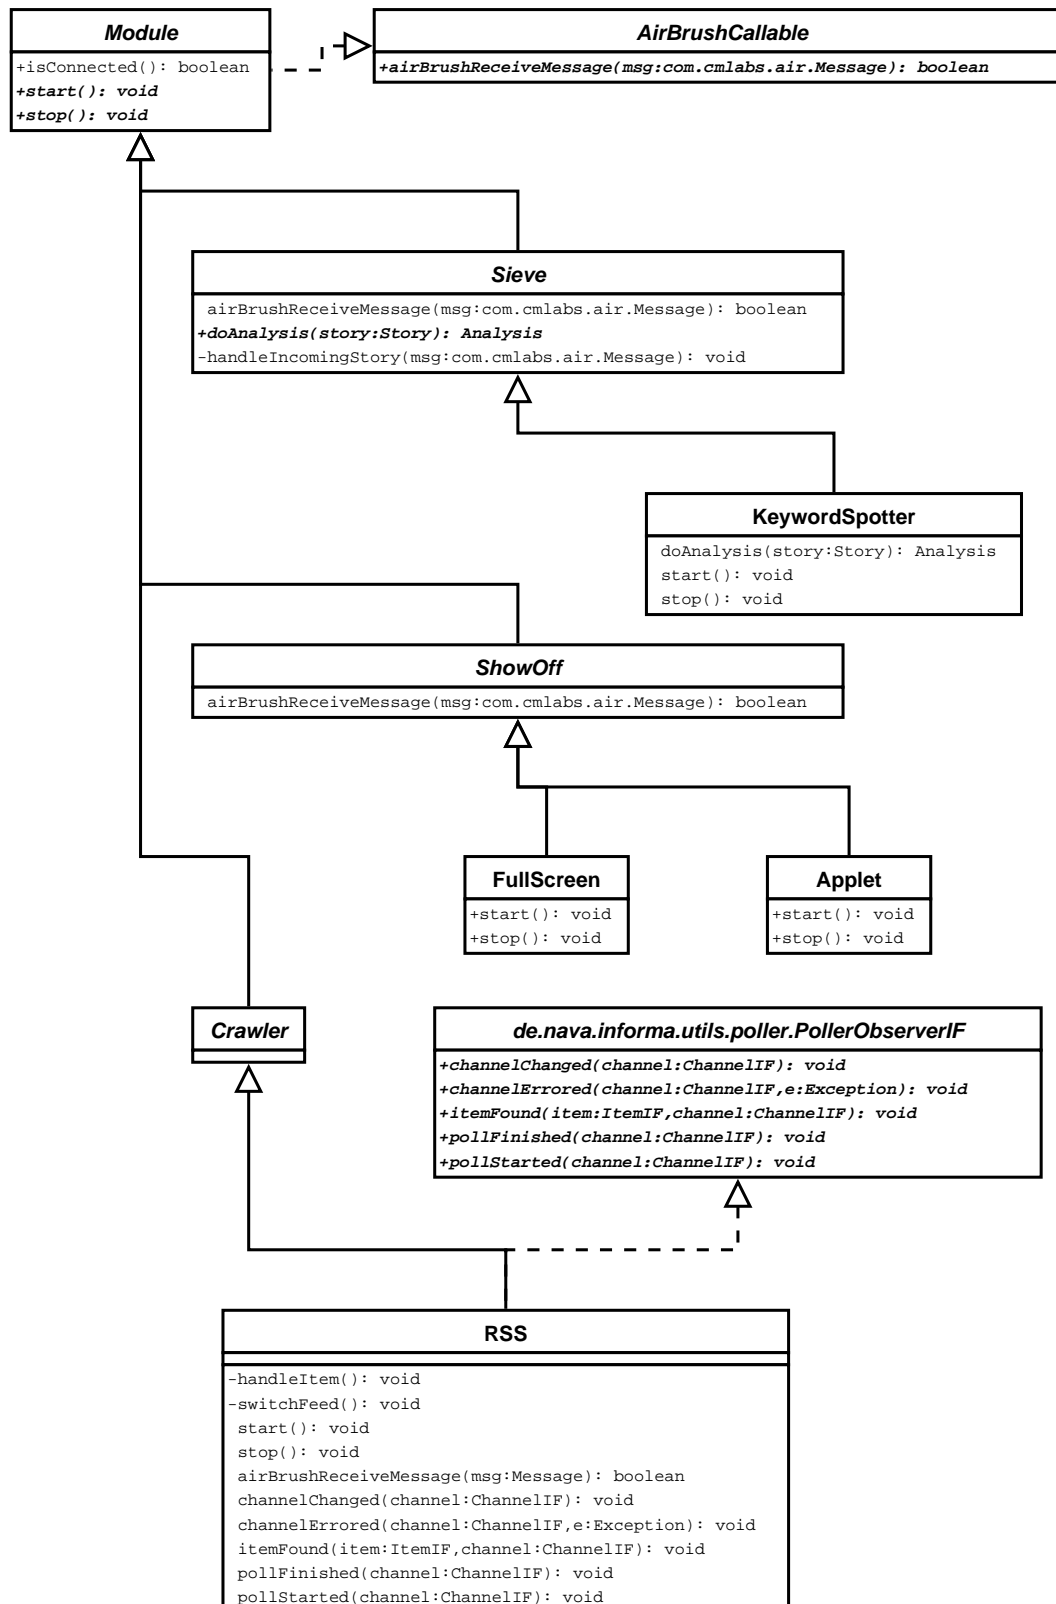 Module
+isConnected(): boolean
+start(): void
+stop(): void
AirBrushCallable
+airBrushReceiveMessage(msg:com.cmlabs.air.Message): boolean
Sieve
airBrushReceiveMessage(msg:com.cmlabs.air.Message): boolean
+doAnalysis(story:Story): Analysis
-handleIncomingStory(msg:com.cmlabs.air.Message): void
KeywordSpotter
doAnalysis(story:Story): Analysis
start(): void
stop(): void
ShowOff
airBrushReceiveMessage(msg:com.cmlabs.air.Message): boolean
FullScreen
+start(): void
+stop(): void
Applet
+start(): void
+stop(): void
Crawler
de.nava.informa.utils.poller.PollerObserverIF
+channelChanged(channel:ChannelIF): void
+channelErrored(channel:ChannelIF,e:Exception): void
+itemFound(item:ItemIF,channel:ChannelIF): void
+pollFinished(channel:ChannelIF): void
+pollStarted(channel:ChannelIF): void
RSS
-handleItem(): void
-switchFeed(): void
start(): void
stop(): void
airBrushReceiveMessage(msg:Message): boolean
channelChanged(channel:ChannelIF): void
channelErrored(channel:ChannelIF,e:Exception): void
itemFound(item:ItemIF,channel:ChannelIF): void
pollFinished(channel:ChannelIF): void
pollStarted(channel:ChannelIF): void